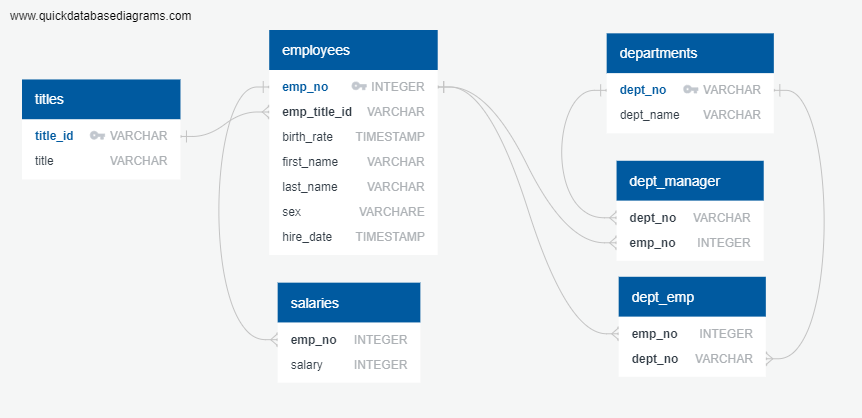 www.quickdatabasediagrams.com
titles
title_id VARCHAR
title VARCHAR
employees
emp_no INTEGER
emp_title_id VARCHAR
birth_rate TIMESTAMP
first_name VARCHAR
last_name VARCHAR
sex VARCHARE
hire_date TIMESTAMP
salaries
emp_no INTEGER
salary INTEGER
departments
dept_no VARCHAR
dept_name VARCHAR
dept_manager
dept_no VARCHAR
emp_no INTEGER
dept_emp
emp_no INTEGER
dept_no VARCHAR